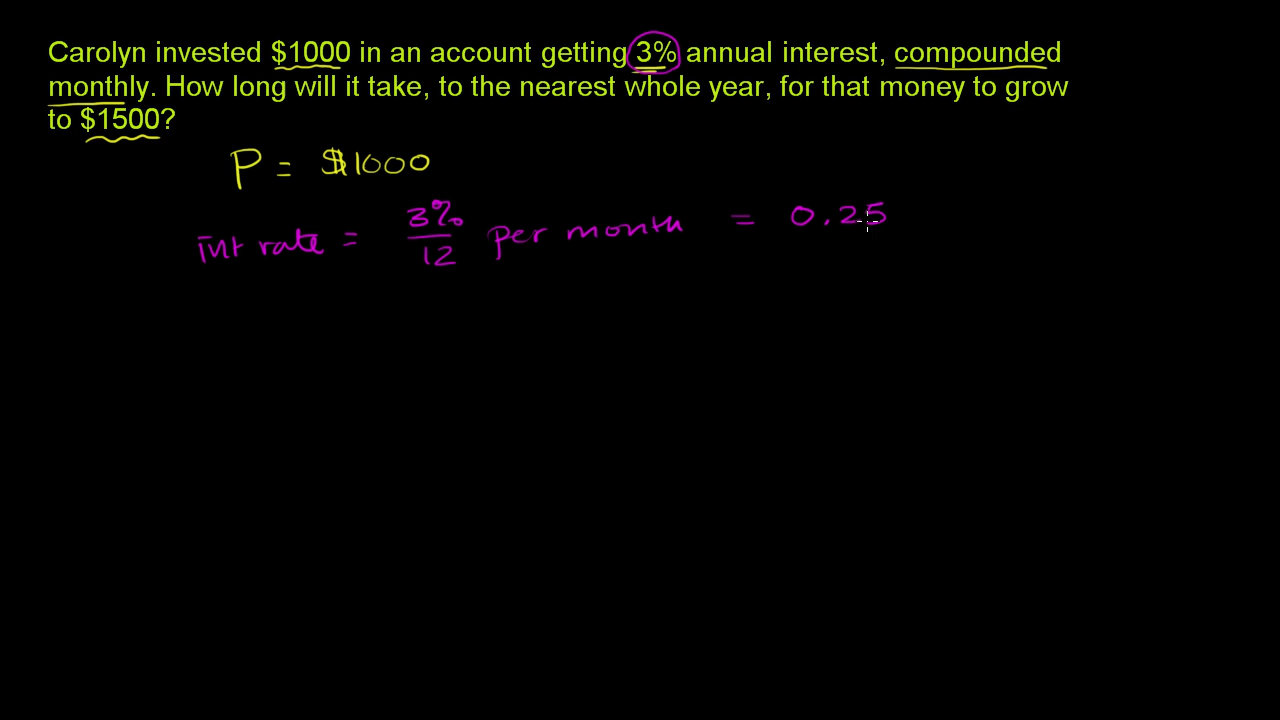 Carolyn invested $1000 in an account getting 3% annual interest, compounded
monthly. How long will it take, to the nearest whole year, for that money to grow
to $1500?
P = $1000
int rate = 3%/12 per month = 0.25